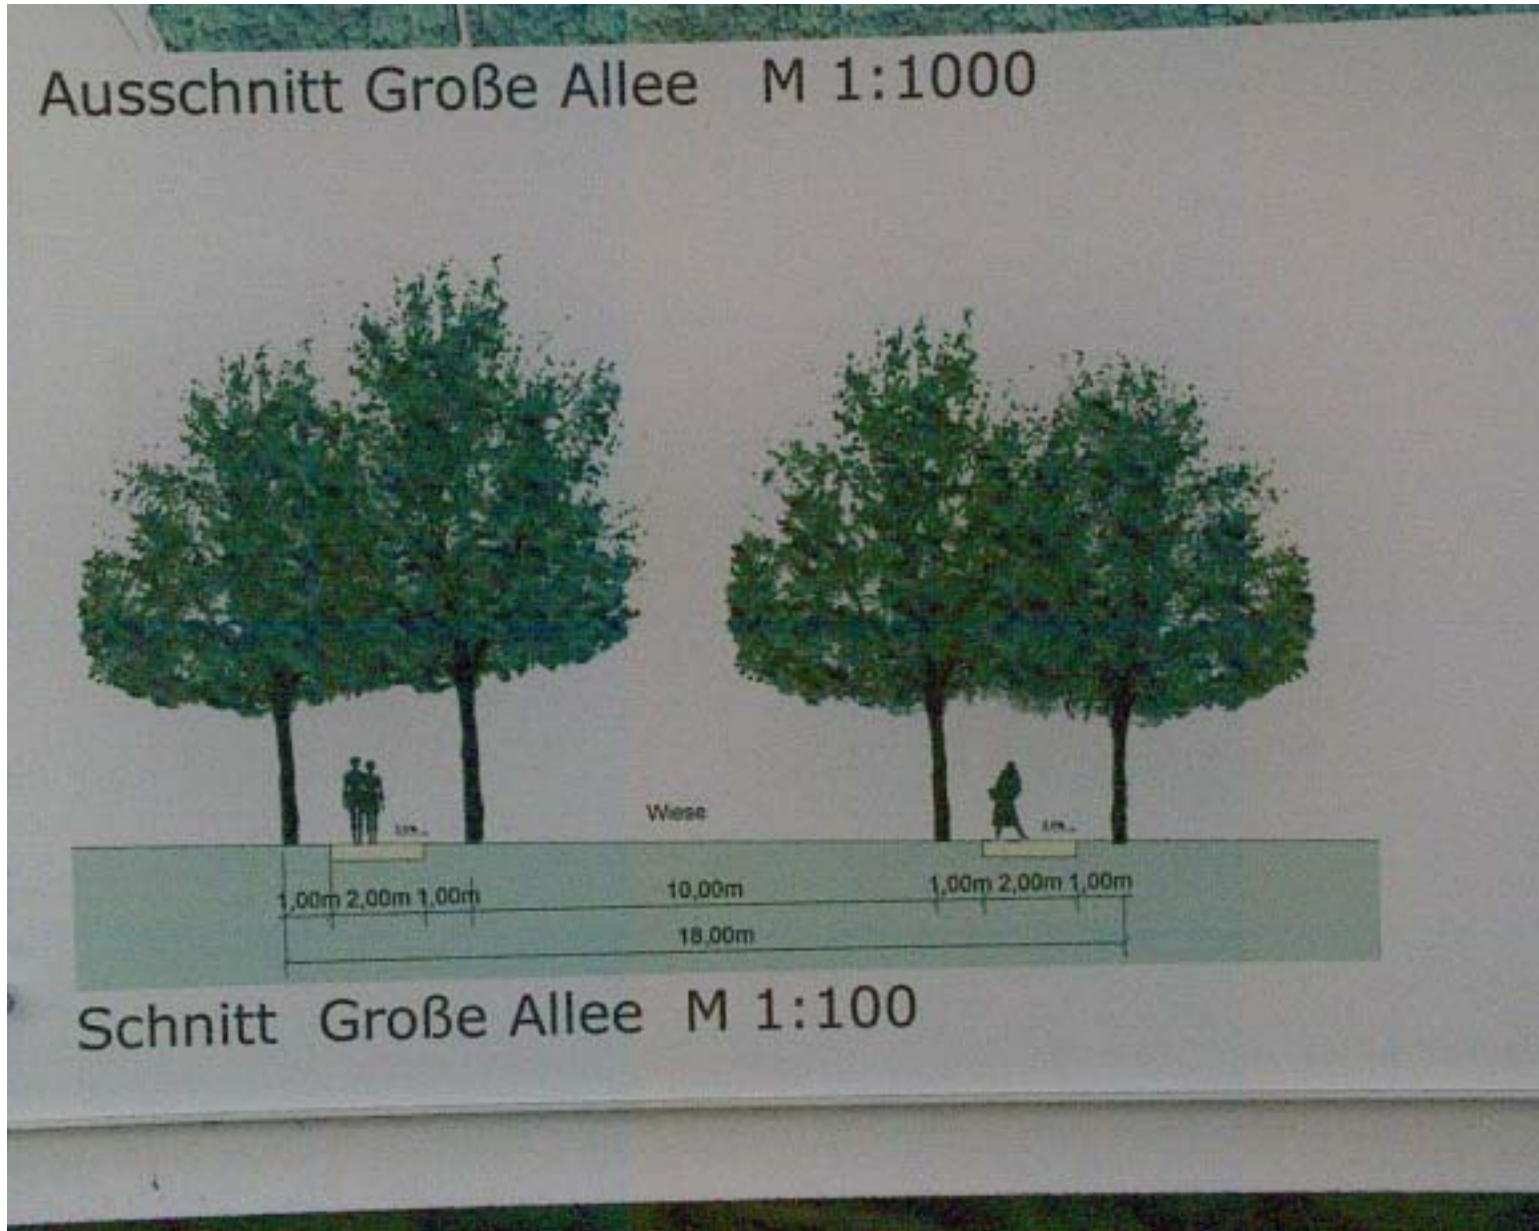 Ausschnitt Große Allee M 1:1000
Wiese
1,00m 2,00m 1,00m 10,00m 1,00m 2,00m 1,00m
18,00m
Schnitt Große Allee M 1:100